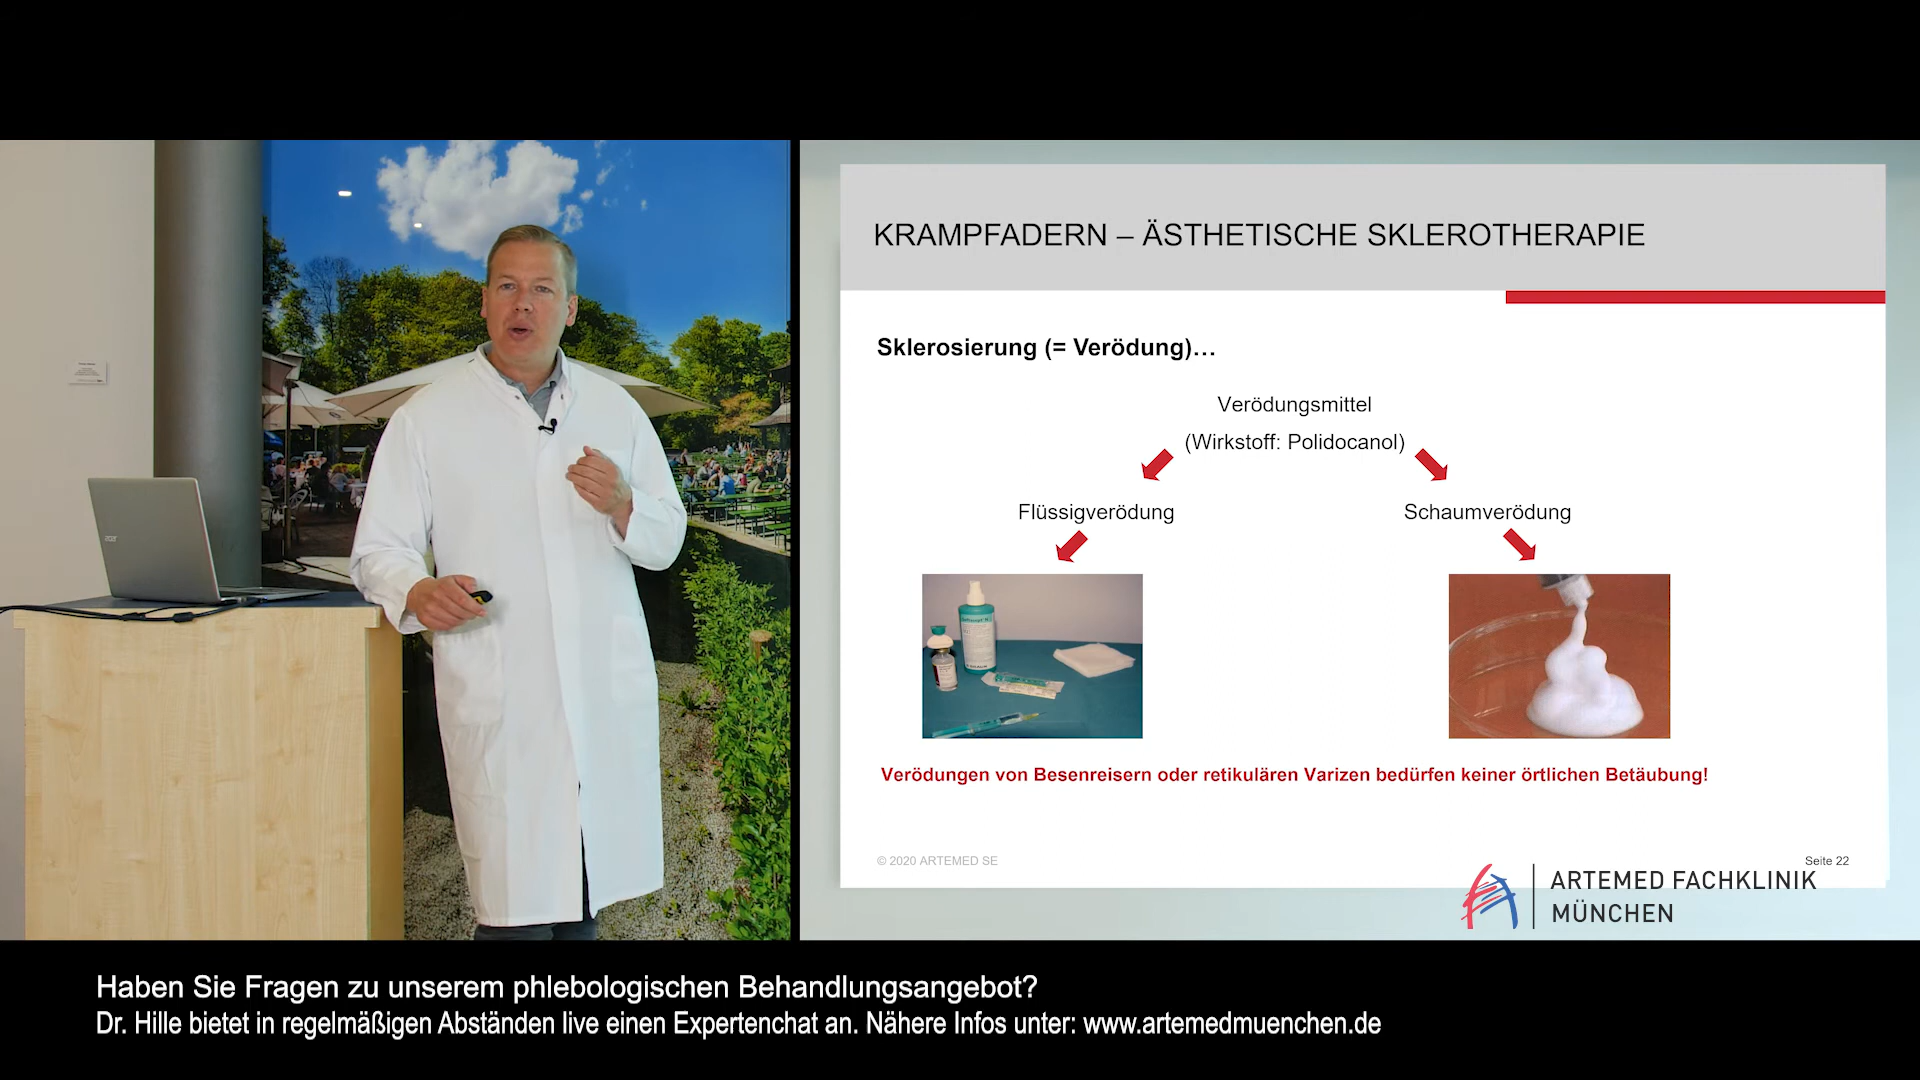 acer
KRAMPFADERN – ÄSTHETISCHE SKLEROTHERAPIE
Sklerosierung (= Verödung)…
Verödungsmittel
(Wirkstoff: Polidocanol)
Flüssigverödung
Schaumverödung
Verödungen von Besenreisern oder retikulären Varizen bedürfen keiner örtlichen Betäubung!
© 2020 ARTEMED SE
Seite 22
ARTEMED FACHKLINIK
MÜNCHEN
Haben Sie Fragen zu unserem phlebologischen Behandlungsangebot?
Dr. Hille bietet in regelmäßigen Abständen live einen Expertenchat an. Nähere Infos unter: www.artemedmuenchen.de